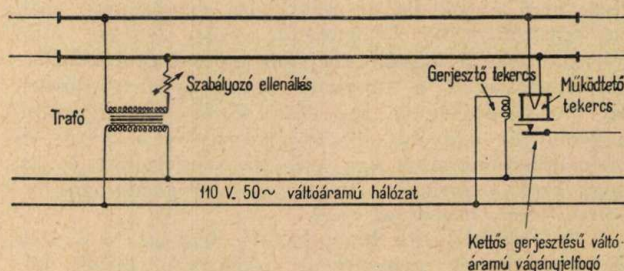 Szabályozó ellenállás
Gerjesztő tekercs
Működtető
tekercs
Trafó
110 V. 50~ váltóáramú hálózat
Kettős gerjesztésű váltó-
áramú vágányjelfogó